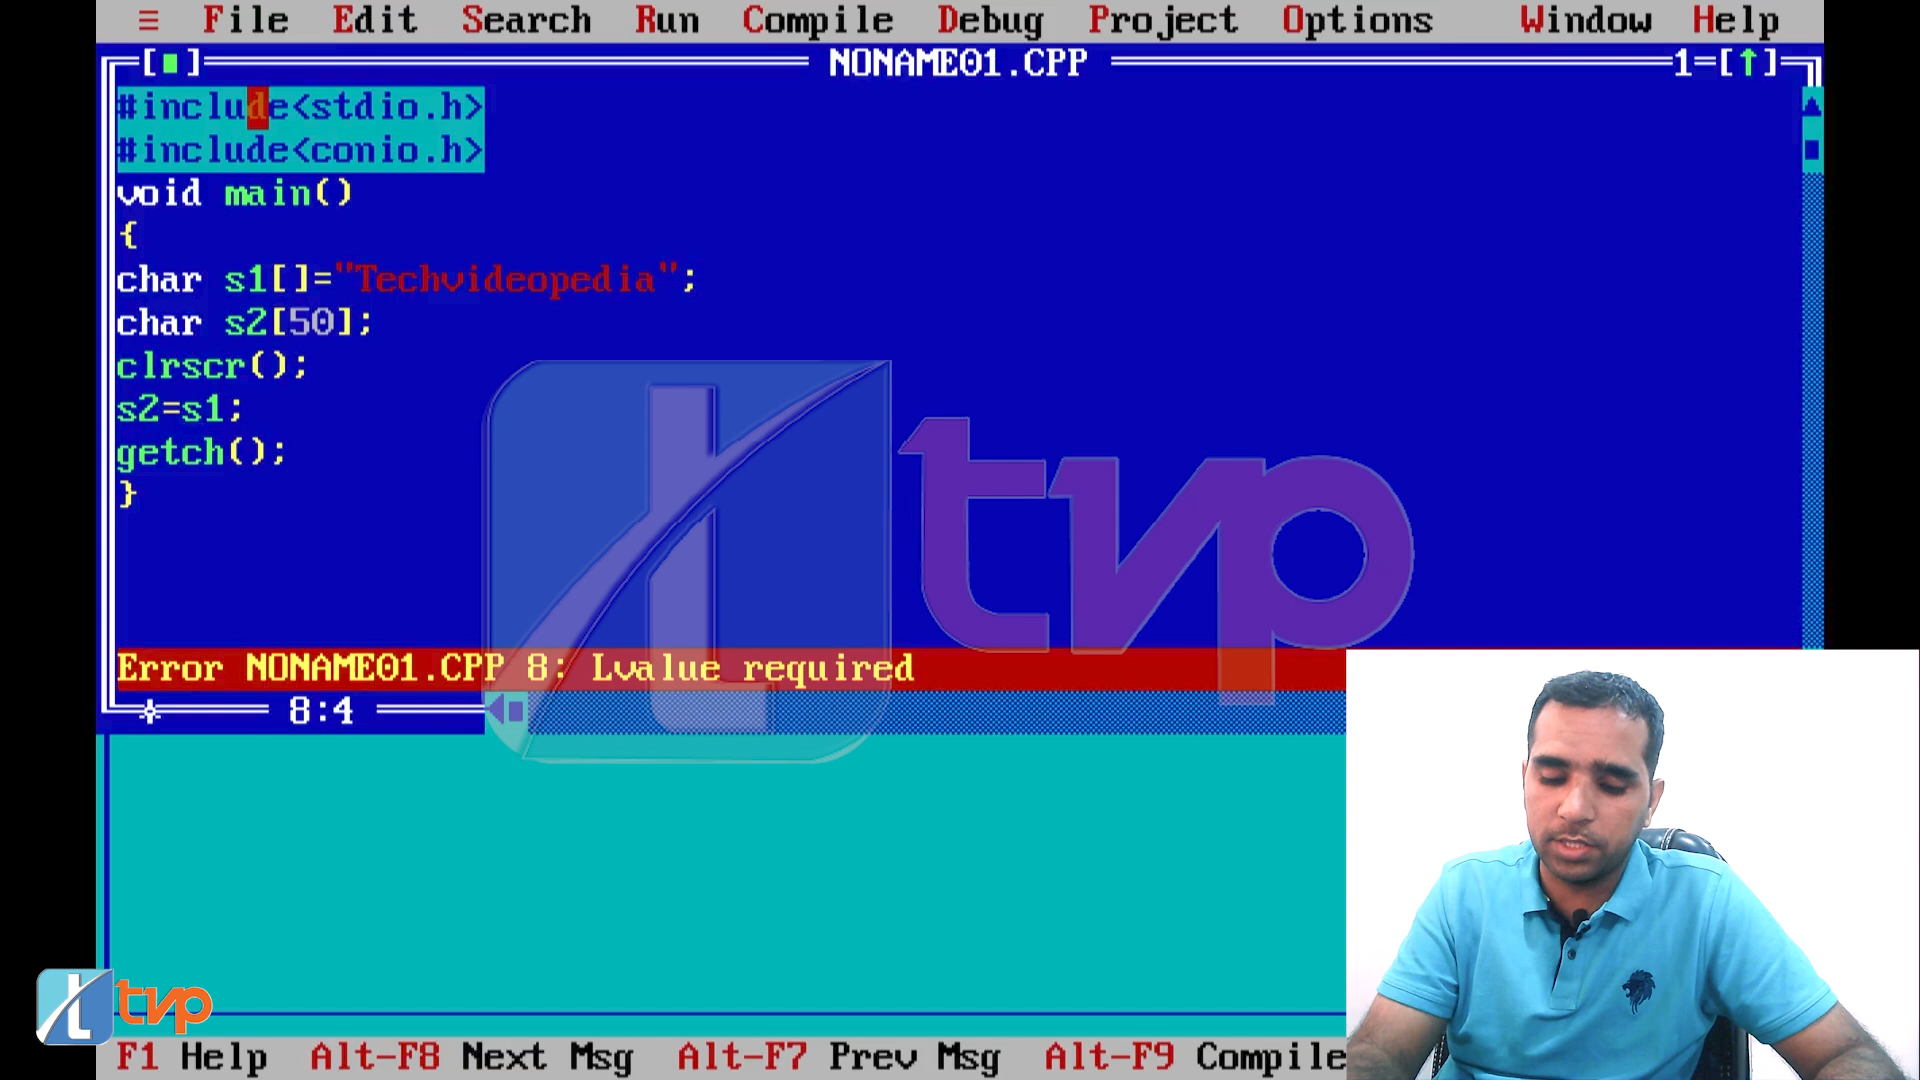 ≡ File Edit Search Run Compile Debug Project Options Window Help
[■] NONAME01.CPP 1=[↑]
#include<stdio.h>
#include<conio.h>
void main()
{
char s1[]="Techvideopedia";
char s2[50];
clrscr();
s2=s1;
getch();
}
tvp
Error NONAME01.CPP 8: Lvalue required
8:4
tvp
F1 Help Alt-F8 Next Msg Alt-F7 Prev Msg Alt-F9 Compile